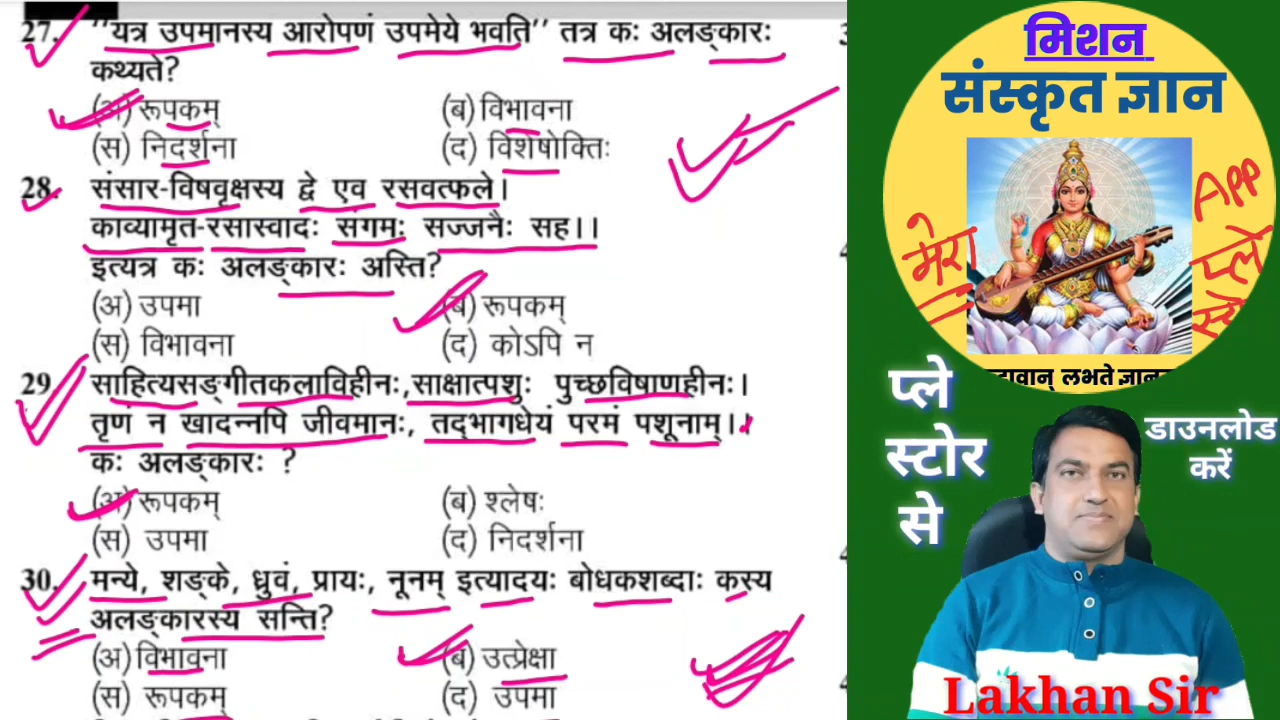 27. ''यत्र उपमानस्य आरोपणं उपमेये भवति'' तत्र कः अलङ्कारः
कथ्यते?
(अ) रूपकम् (ब) विभावना
(स) निदर्शना (द) विशेषोक्तिः
28. संसार-विषवृक्षस्य द्वे एव रसवत्फले।
काव्यामृत-रसास्वादः संगमः सज्जनैः सह।।
इत्यत्र कः अलङ्कारः अस्ति?
(अ) उपमा (ब) रूपकम्
(स) विभावना (द) कोऽपि न
29. साहित्यसङ्गीतकलाविहीनः,साक्षात्पशुः पुच्छविषाणहीनः।
तृणं न खादन्नपि जीवमानः, तद्भागधेयं परमं पशूनाम्।।
कः अलङ्कारः ?
(अ) रूपकम् (ब) श्लेषः
(स) उपमा (द) निदर्शना
30. मन्ये, शङ्के, ध्रुवं, प्रायः, नूनम् इत्यादयः बोधकशब्दाः कस्य
अलङ्कारस्य सन्ति?
(अ) विभावना (ब) उत्प्रेक्षा
(स) रूपकम् (द) उपमा
मिशन
संस्कृत ज्ञान
मेरा
App
प्ले
लभते
प्ले
स्टोर
से
डाउनलोड
करें
Lakhan Sir